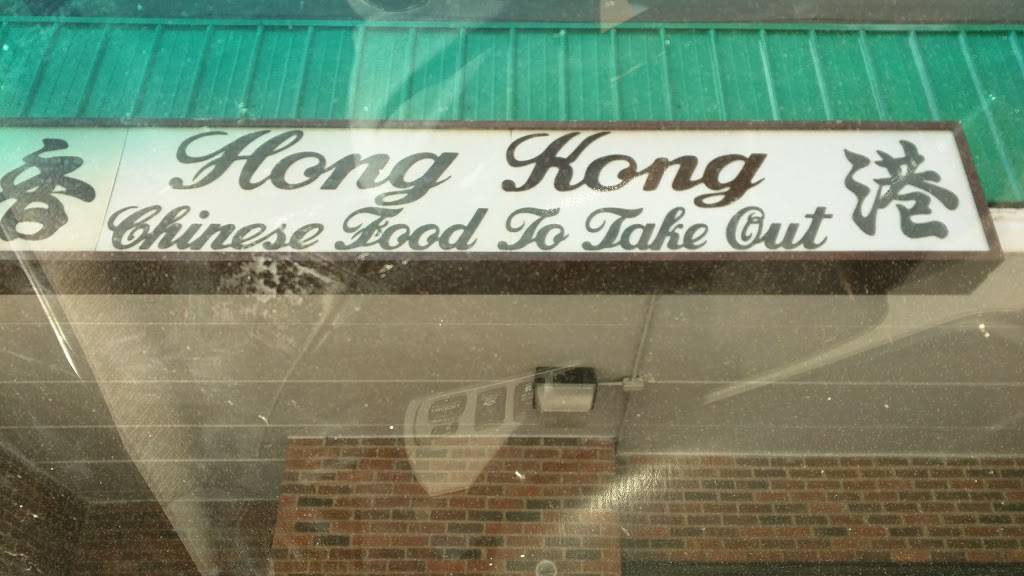 香 Hong Kong 港
Chinese Food To Take Out